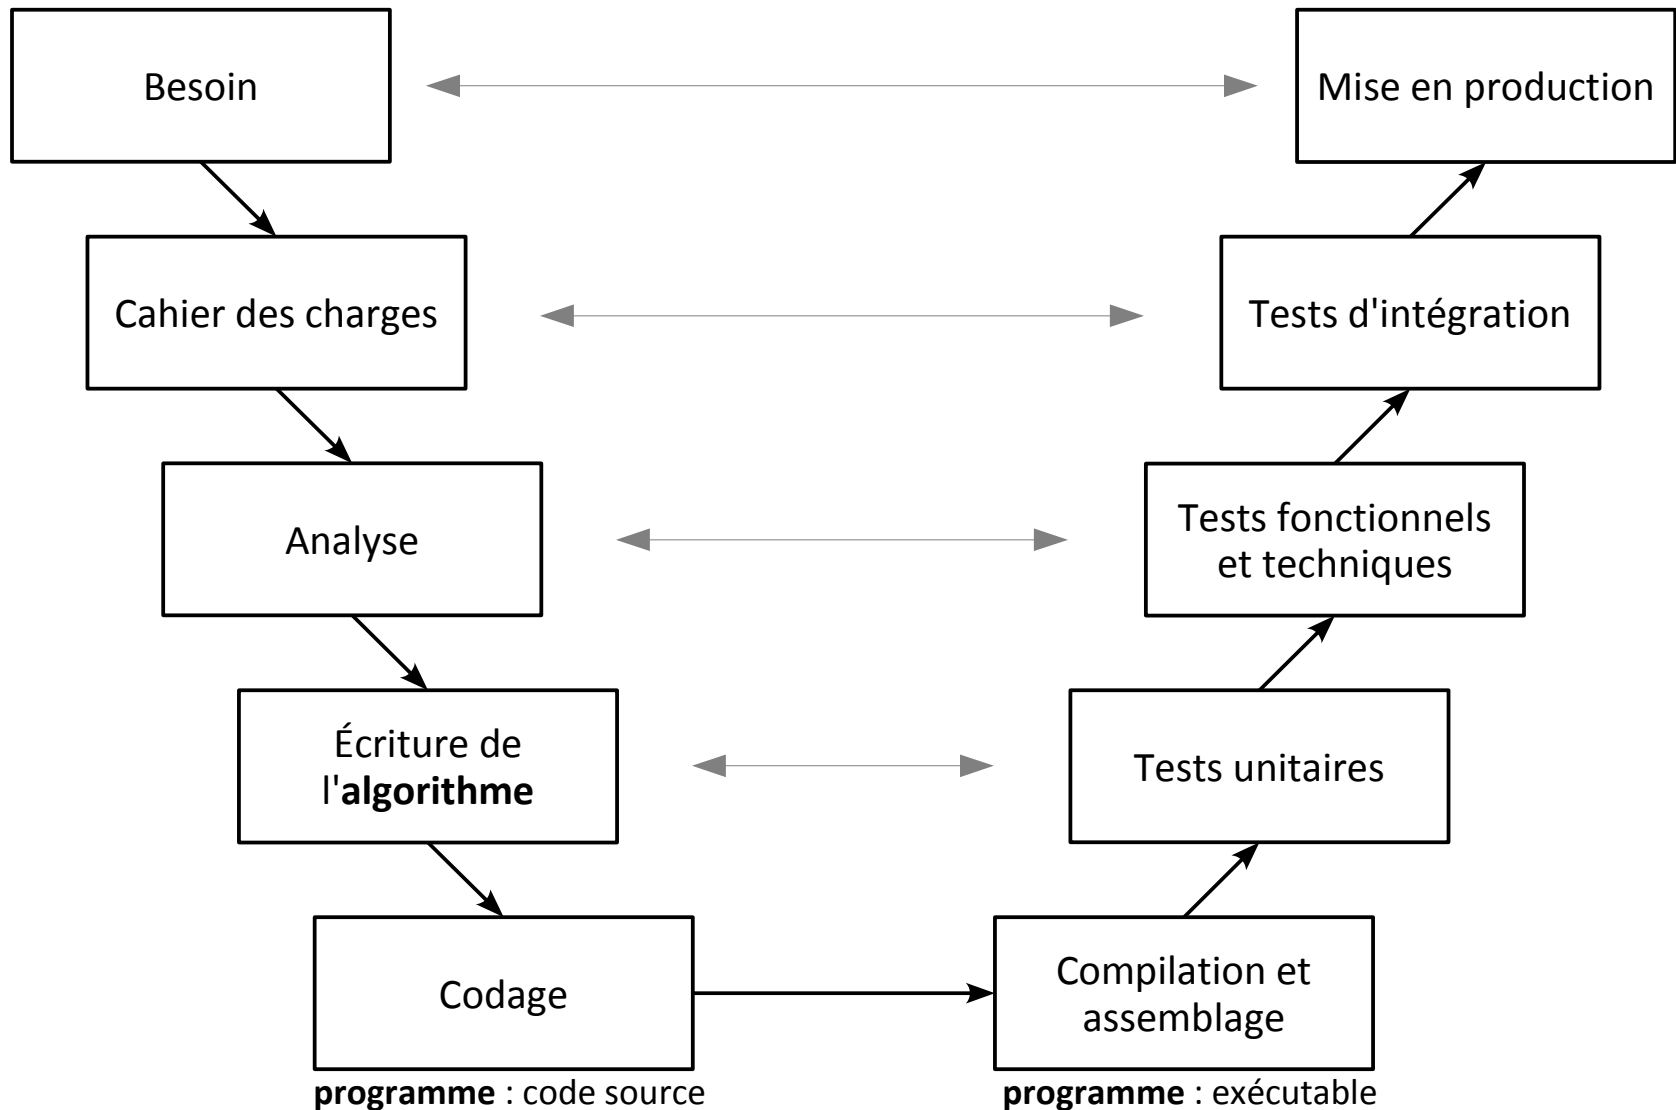 Besoin
Mise en production
Cahier des charges
Tests d'intégration
Analyse
Tests fonctionnels
et techniques
Écriture de
l'algorithme
Tests unitaires
Codage
Compilation et
assemblage
programme : code source
programme : exécutable